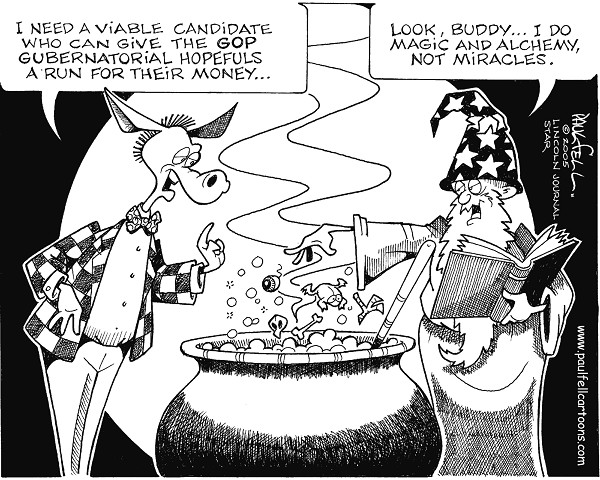 I NEED A VIABLE CANDIDATE
WHO CAN GIVE THE GOP
GUBERNATORIAL HOPEFULS
A RUN FOR THEIR MONEY...
LOOK, BUDDY... I DO
MAGIC AND ALCHEMY,
NOT MIRACLES.
PAUL FELL
© 2005
LINCOLN JOURNAL
STAR
www.paulfellcartoons.com